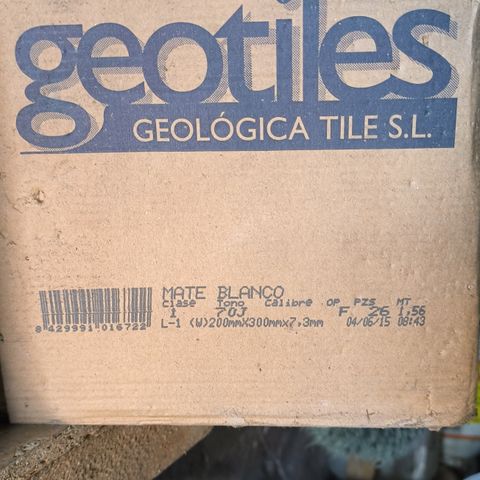 geotiles
GEOLÓGICA TILE S.L.
MATE BLANCO
Clase Tono Calibre OP PZS MT
1 70J F 26 1,56
L-1 (W)200mmX300mmx7,3mm 04/06/15 08:43
8 429991 016722